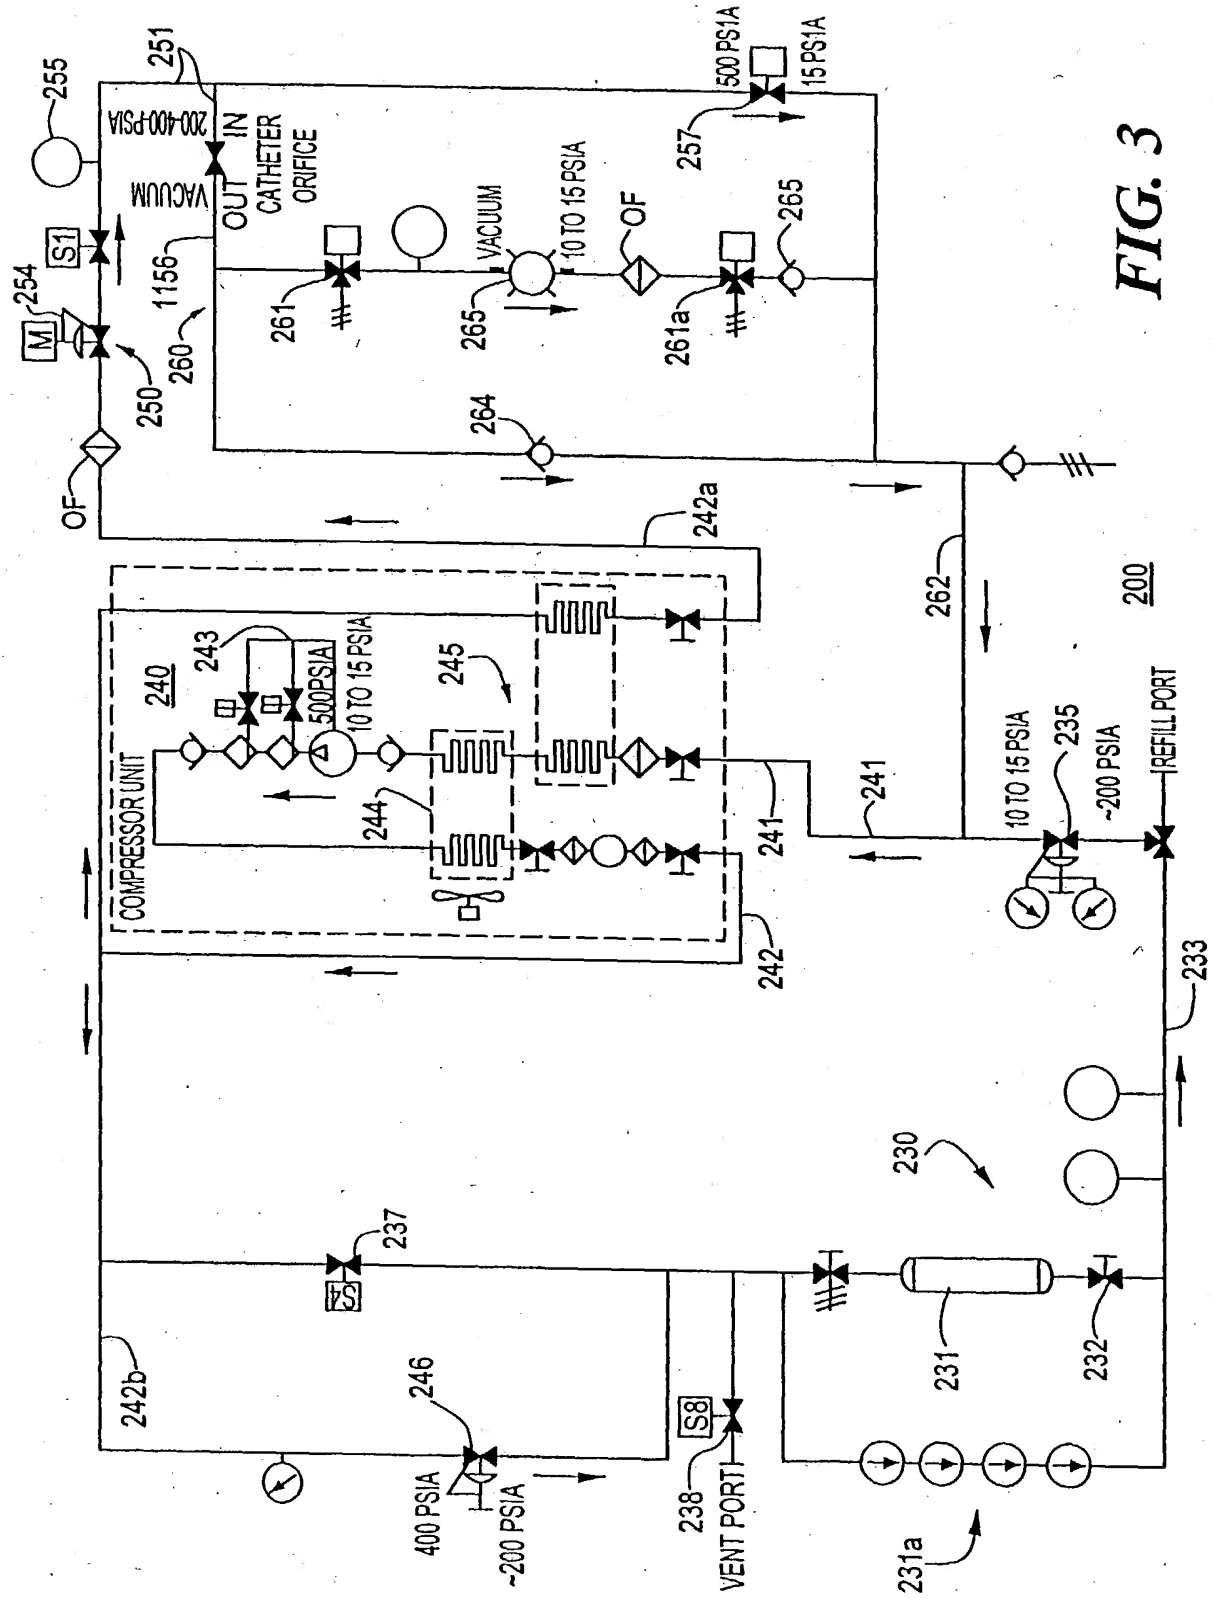 255
251
200-400-PSIA
IN
VACUUM
OUT
CATHETER
ORIFICE
S1
254
M
250
1156
260
OF
500 PS1A
15 PS1A
257
261
VACUUM
265
10 TO 15 PSIA
OF
261a
265
264
242a
262
200
FIG. 3
COMPRESSOR UNIT
240
243
500PSIA
10 TO 15 PSIA
244
245
241
242
241
10 TO 15 PSIA
235
~200 PSIA
REFILL PORT
233
230
237
S4
242b
246
400 PSIA
~200 PSIA
S8
238
VENT PORT
231
232
231a